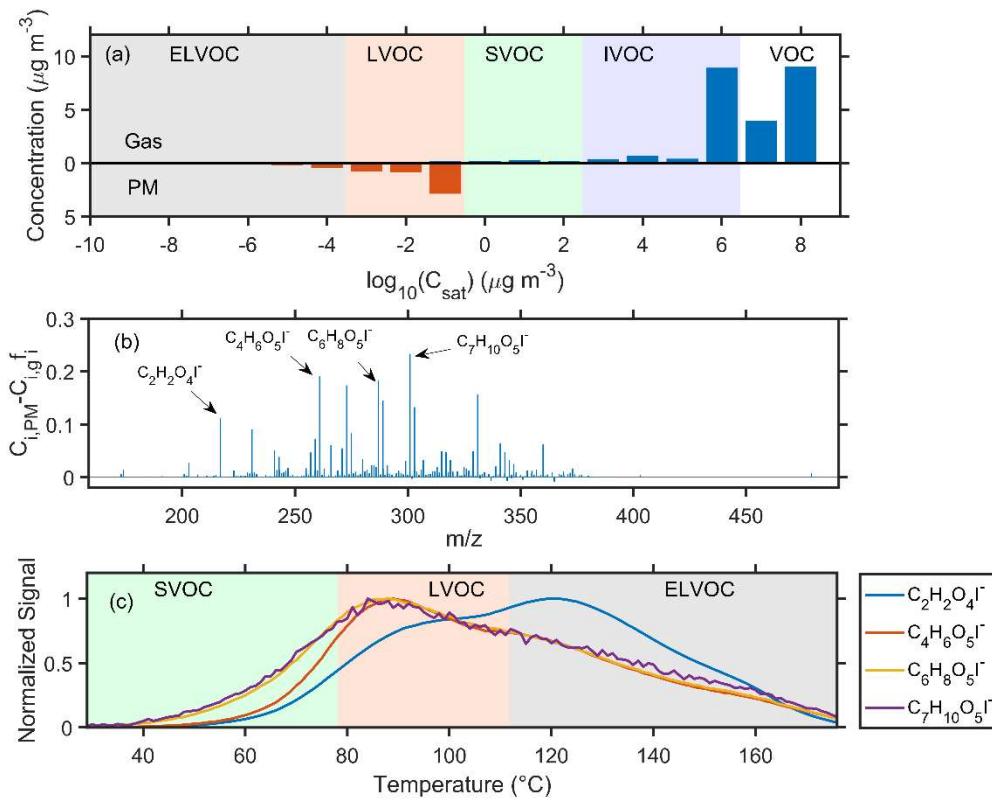 (a)
ELVOC LVOC SVOC IVOC VOC
10
5
0
5
Gas
PM
Concentration (μg m⁻³)
-10 -8 -6 -4 -2 0 2 4 6 8
log₁₀(Cₛₐₜ) (μg m⁻³)
(b)
0.3
0.2
0.1
0
C₂H₂O₄I⁻
C₄H₆O₅I⁻
C₆H₈O₅I⁻
C₇H₁₀O₅I⁻
C_{i,PM}-C_{i,g}f_i
200 250 300 350 400 450
m/z
(c)
SVOC LVOC ELVOC
1
0.5
0
Normalized Signal
40 60 80 100 120 140 160
Temperature (°C)
C₂H₂O₄I⁻
C₄H₆O₅I⁻
C₆H₈O₅I⁻
C₇H₁₀O₅I⁻